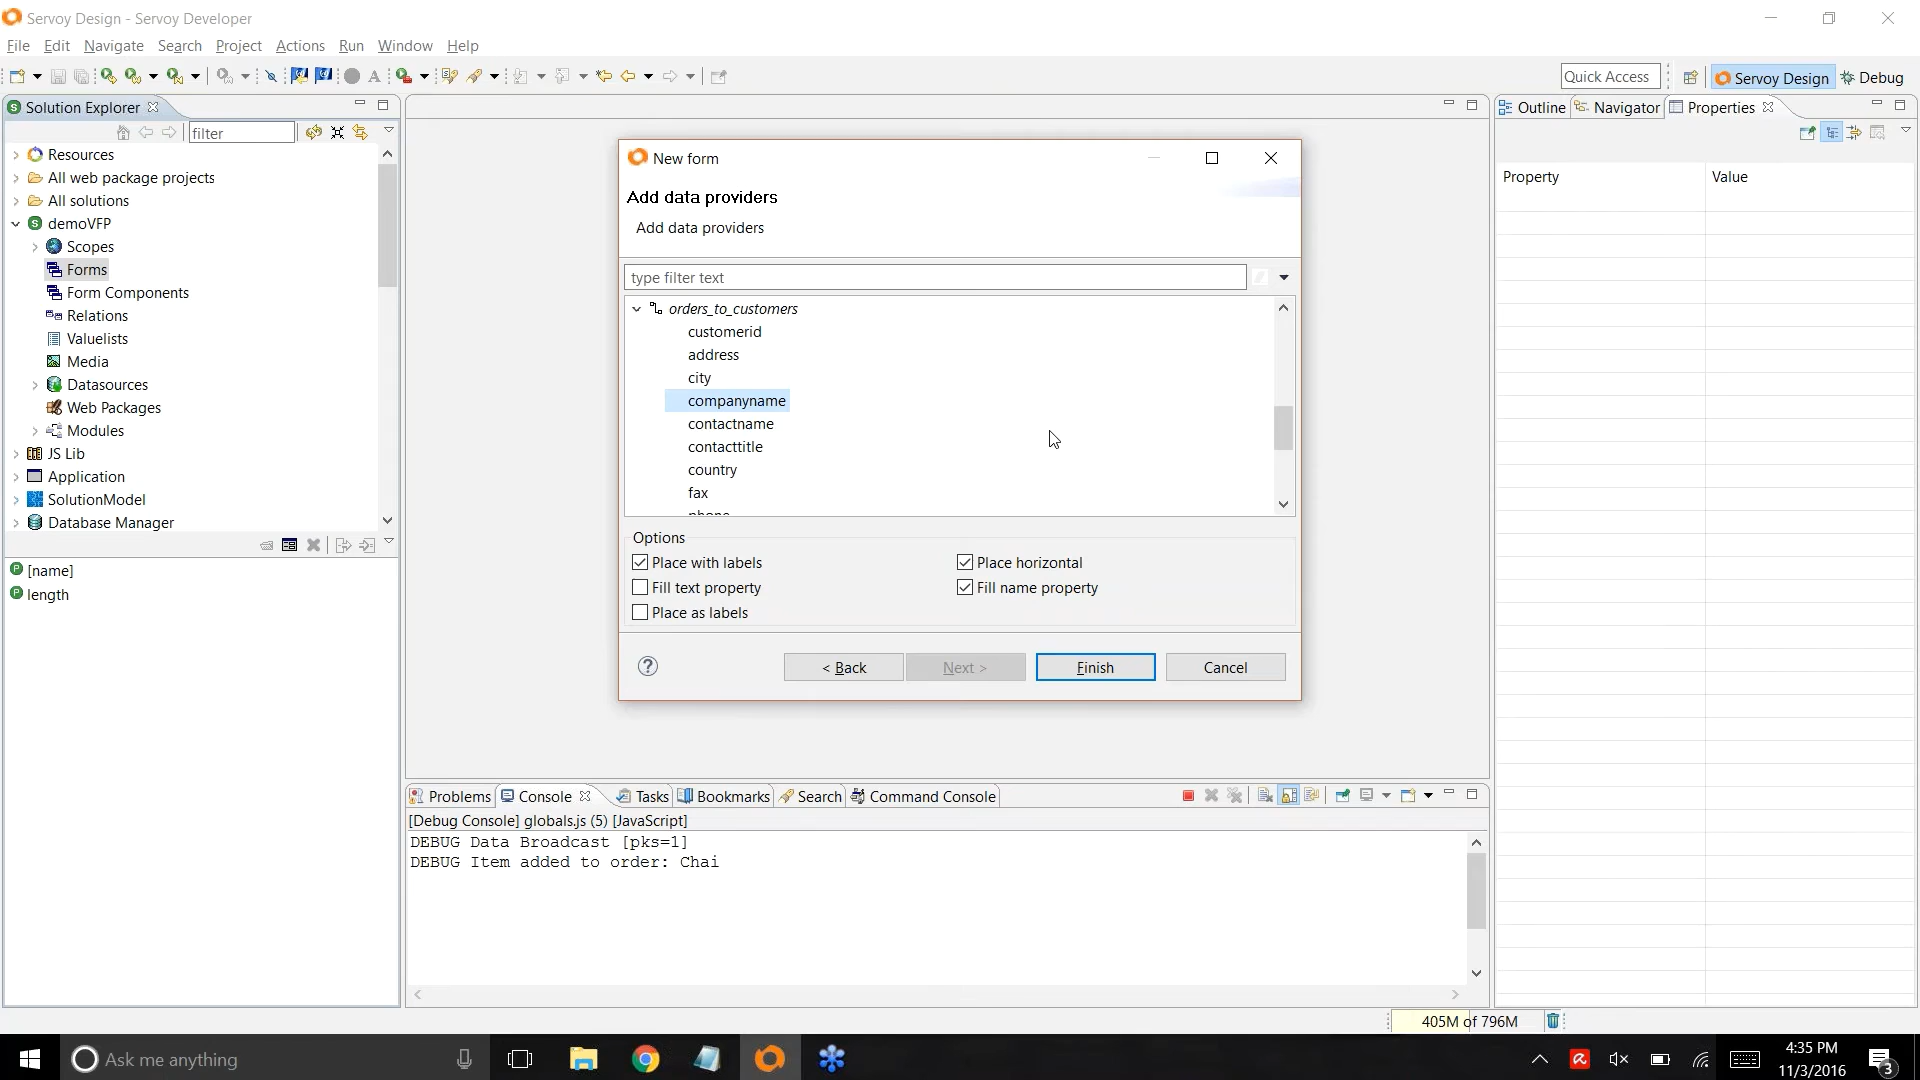 Servoy Design - Servoy Developer
File Edit Navigate Search Project Actions Run Window Help
Quick Access
Servoy Design
Debug
Solution Explorer
filter
Resources
All web package projects
All solutions
demoVFP
Scopes
Forms
Form Components
Relations
Valuelists
Media
Datasources
Web Packages
Modules
JS Lib
Application
SolutionModel
Database Manager
[name]
length
New form
Add data providers
Add data providers
type filter text
orders_to_customers
customerid
address
city
companyname
contactname
contacttitle
country
fax
phone
Options
Place with labels
Place horizontal
Fill text property
Fill name property
Place as labels
< Back
Next >
Finish
Cancel
Outline Navigator Properties
Property Value
Problems Console Tasks Bookmarks Search Command Console
[Debug Console] globals.js (5) [JavaScript]
DEBUG Data Broadcast [pks=1]
DEBUG Item added to order: Chai
405M of 796M
Ask me anything
4:35 PM
11/3/2016
3